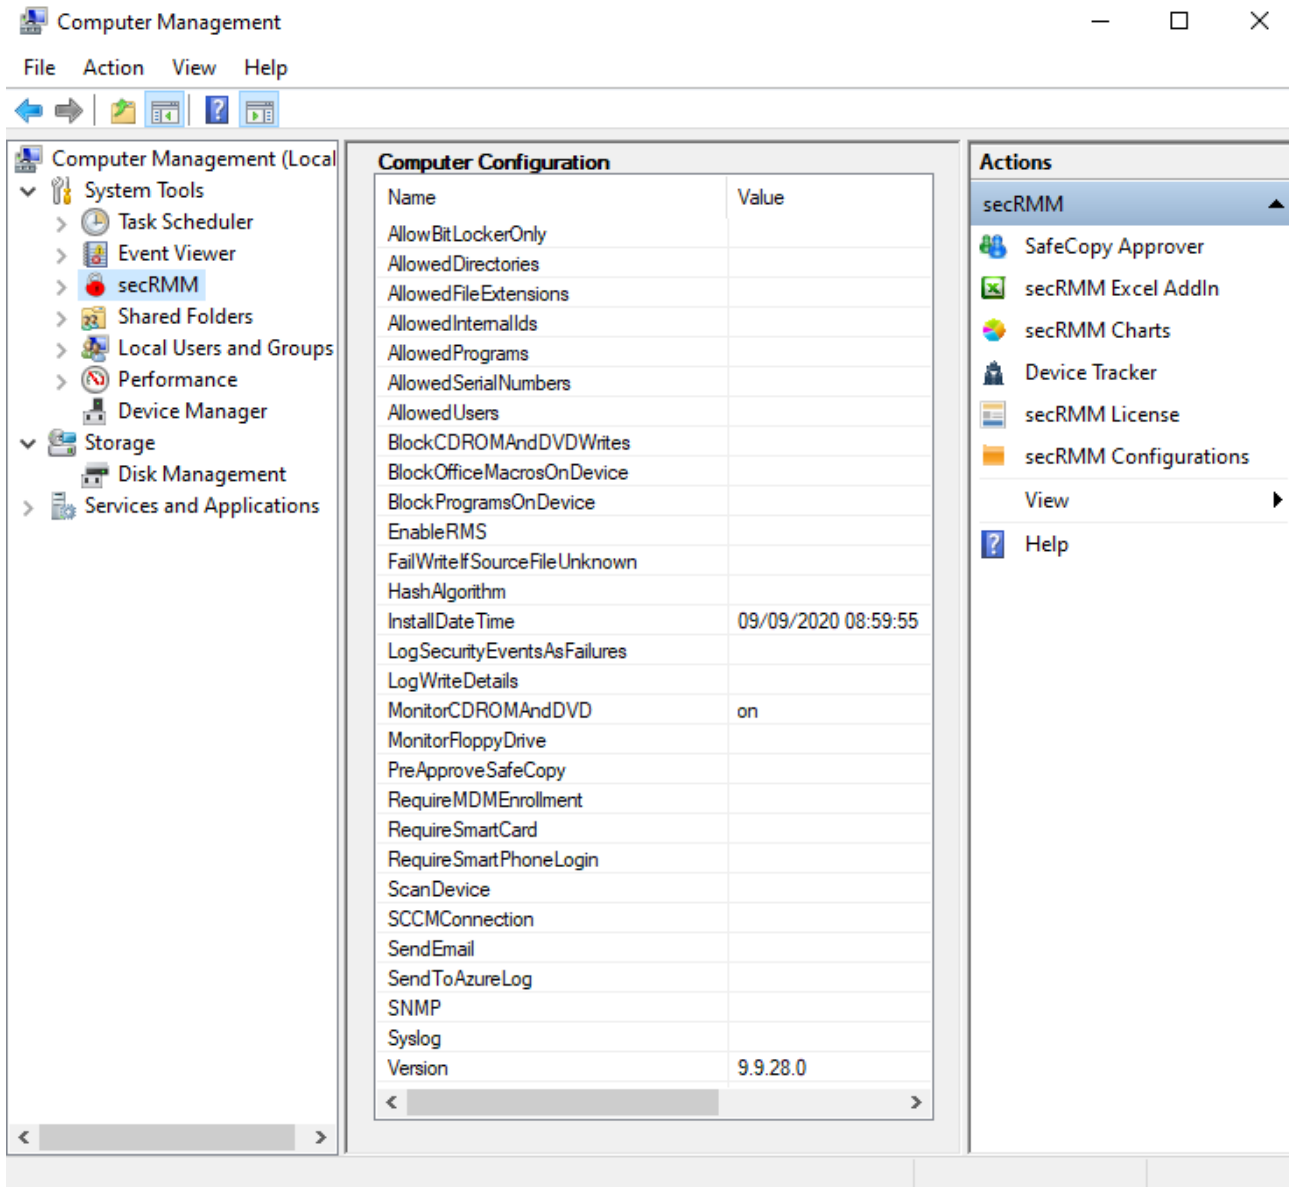 Computer Management
File Action View Help
Computer Management (Local
System Tools
Task Scheduler
Event Viewer
secRMM
Shared Folders
Local Users and Groups
Performance
Device Manager
Storage
Disk Management
Services and Applications
Computer Configuration
Name Value
AllowBitLockerOnly
AllowedDirectories
AllowedFileExtensions
AllowedInternalIds
AllowedPrograms
AllowedSerialNumbers
AllowedUsers
BlockCDROMAndDVDWrites
BlockOfficeMacrosOnDevice
BlockProgramsOnDevice
EnableRMS
FailWriteIfSourceFileUnknown
HashAlgorithm
InstallDateTime 09/09/2020 08:59:55
LogSecurityEventsAsFailures
LogWriteDetails
MonitorCDROMAndDVD on
MonitorFloppyDrive
PreApproveSafeCopy
RequireMDMEnrollment
RequireSmartCard
RequireSmartPhoneLogin
ScanDevice
SCCMConnection
SendEmail
SendToAzureLog
SNMP
Syslog
Version 9.9.28.0
Actions
secRMM
SafeCopy Approver
secRMM Excel AddIn
secRMM Charts
Device Tracker
secRMM License
secRMM Configurations
View
Help